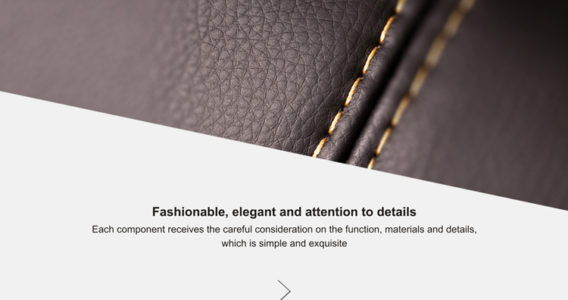 Fashionable, elegant and attention to details
Each component receives the careful consideration on the function, materials and details,
which is simple and exquisite